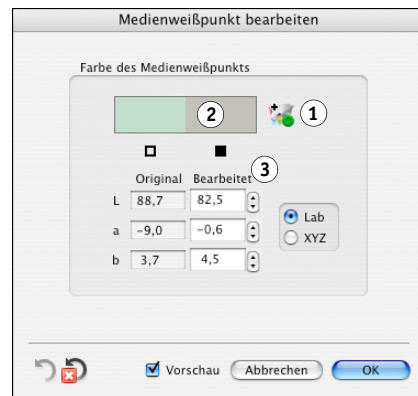 Medienweißpunkt bearbeiten
Farbe des Medienweißpunkts
2 1
3
Original Bearbeitet
L 88,7 82,5
a −9,0 −0,6
b 3,7 4,5
Lab
XYZ
Vorschau Abbrechen OK